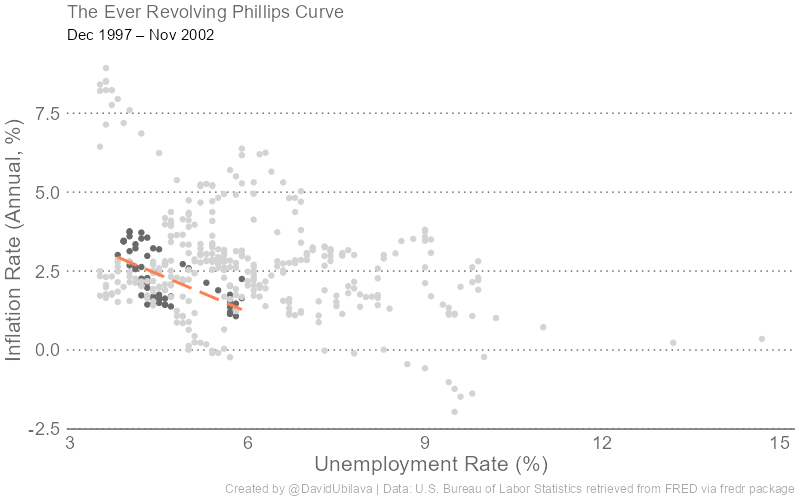 The Ever Revolving Phillips Curve
Dec 1997 – Nov 2002
Inflation Rate (Annual, %)
7.5
5.0
2.5
0.0
-2.5
3 6 9 12 15
Unemployment Rate (%)
Created by @DavidUbilava | Data: U.S. Bureau of Labor Statistics retrieved from FRED via fredr package